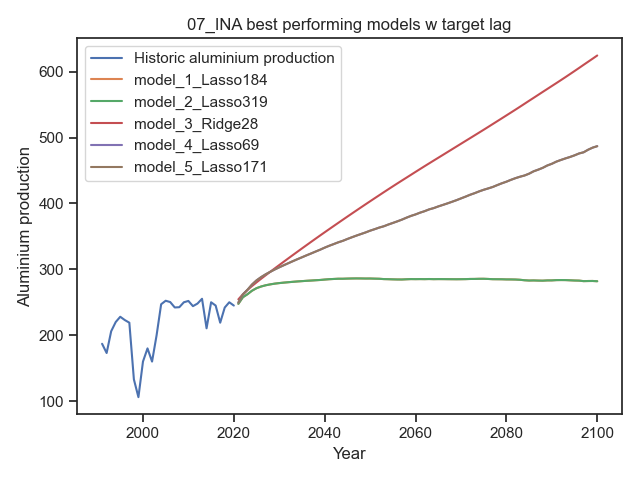 07_INA best performing models w target lag
Historic aluminium production
model_1_Lasso184
model_2_Lasso319
model_3_Ridge28
model_4_Lasso69
model_5_Lasso171
Aluminium production
600
500
400
300
200
100
2000
2020
2040
2060
2080
2100
Year